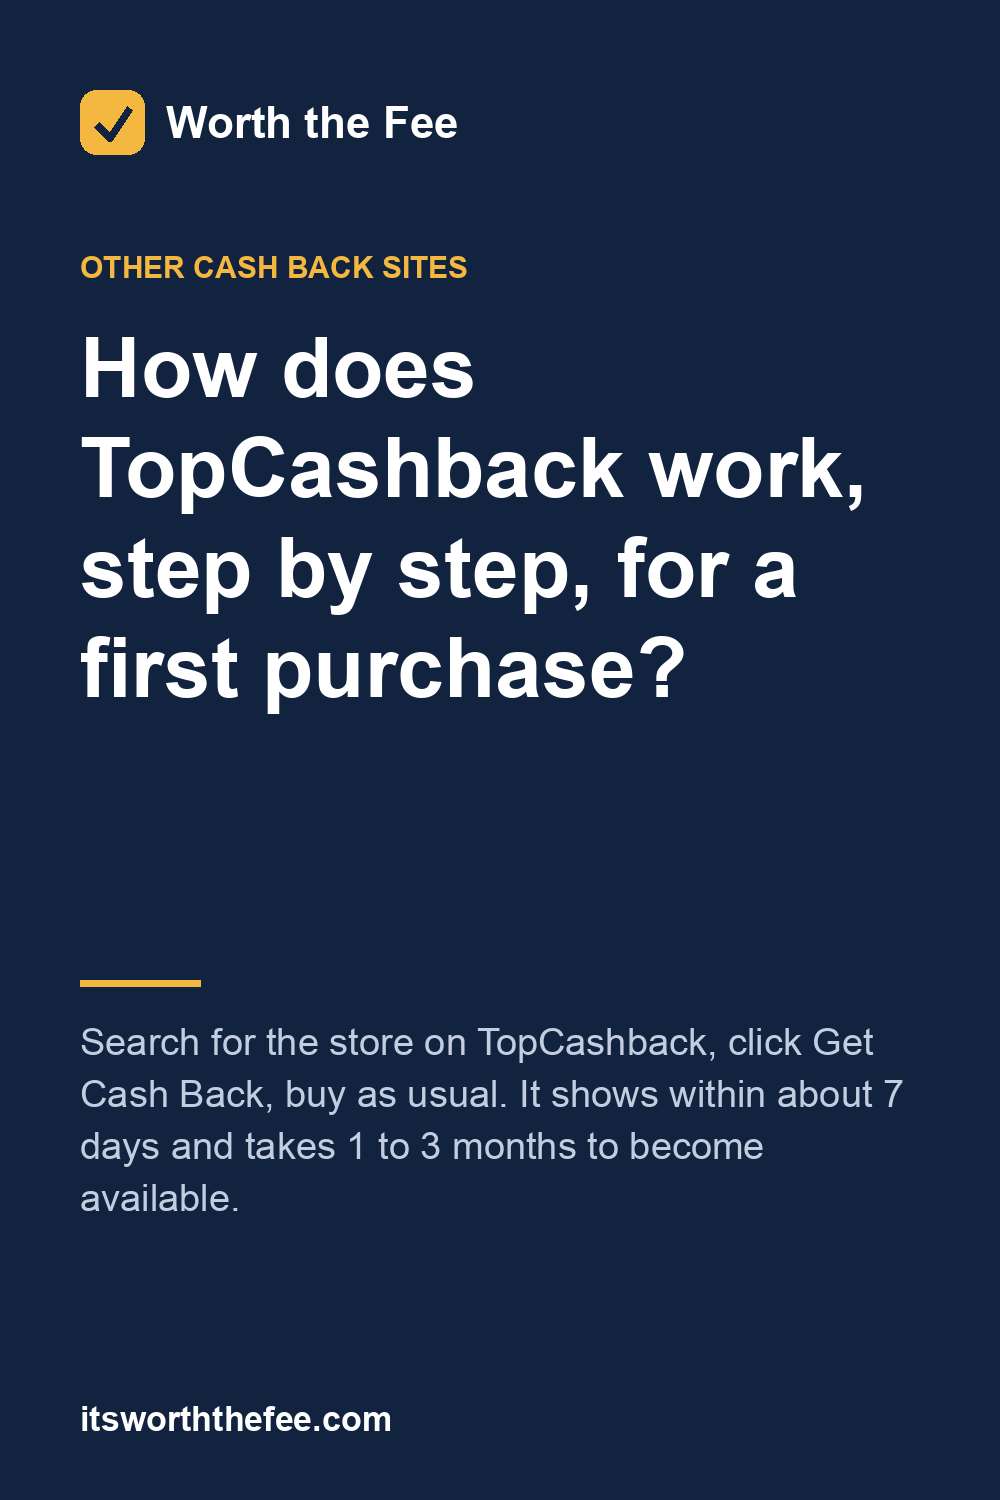 Worth the Fee
OTHER CASH BACK SITES
How does
TopCashback work,
step by step, for a
first purchase?
Search for the store on TopCashback, click Get
Cash Back, buy as usual. It shows within about 7
days and takes 1 to 3 months to become
available.
itsworththefee.com